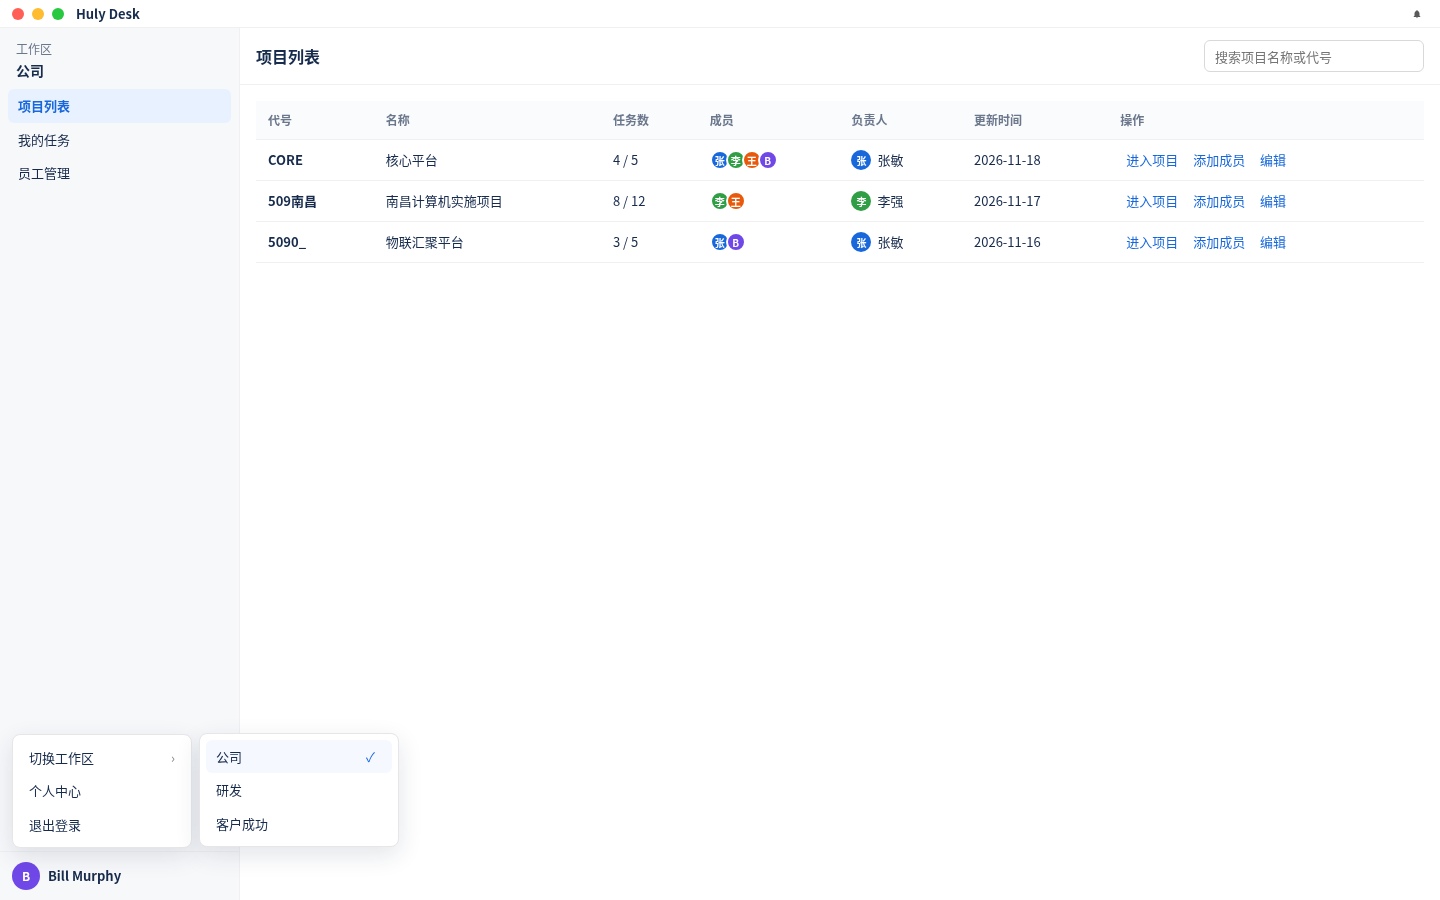 Huly Desk
工作区
公司
项目列表
我的任务
员工管理
项目列表
搜索项目名称或代号
代号 名称 任务数 成员 负责人 更新时间 操作
CORE 核心平台 4 / 5 张 李 王 B 张 张敏 2026-11-18 进入项目 添加成员 编辑
509南昌 南昌计算机实施项目 8 / 12 李 王 李 李强 2026-11-17 进入项目 添加成员 编辑
5090_ 物联汇聚平台 3 / 5 张 B 张 张敏 2026-11-16 进入项目 添加成员 编辑
切换工作区 ›
个人中心
退出登录
公司 ✓
研发
客户成功
B Bill Murphy